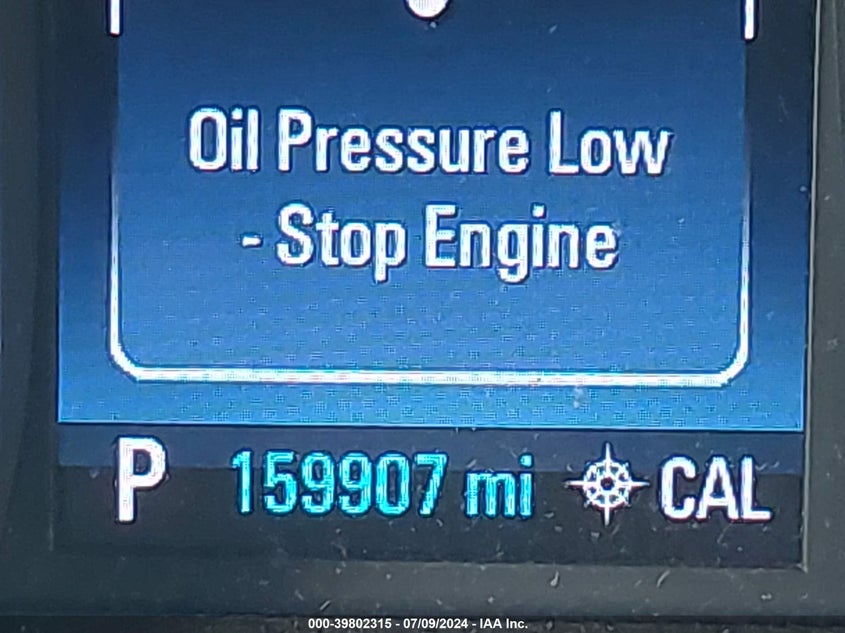 Oil Pressure Low
- Stop Engine
P 159907 mi CAL
000-39802315 - 07/09/2024 - IAA Inc.